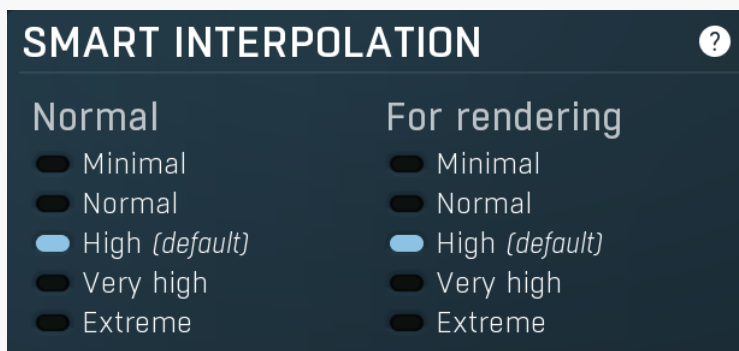 SMART INTERPOLATION ?
Normal
Minimal
Normal
High (default)
Very high
Extreme
For rendering
Minimal
Normal
High (default)
Very high
Extreme